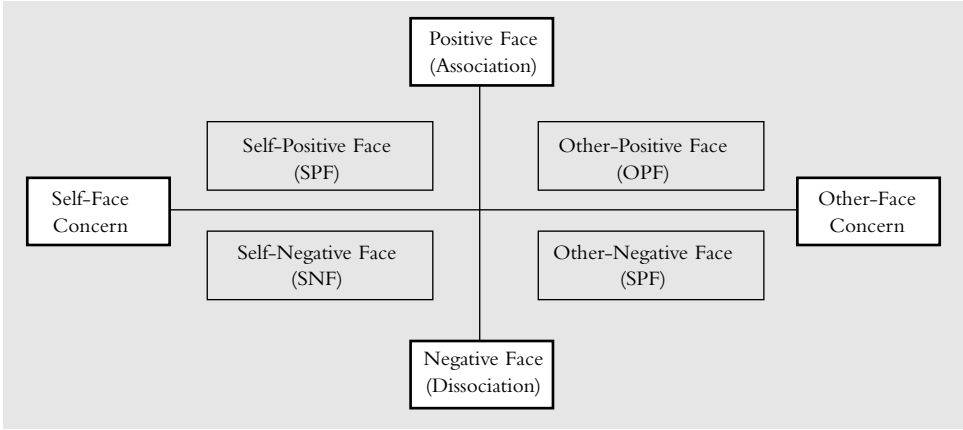 Positive Face
(Association)
Self-Positive Face
(SPF)
Other-Positive Face
(OPF)
Self-Face
Concern
Other-Face
Concern
Self-Negative Face
(SNF)
Other-Negative Face
(SPF)
Negative Face
(Dissociation)